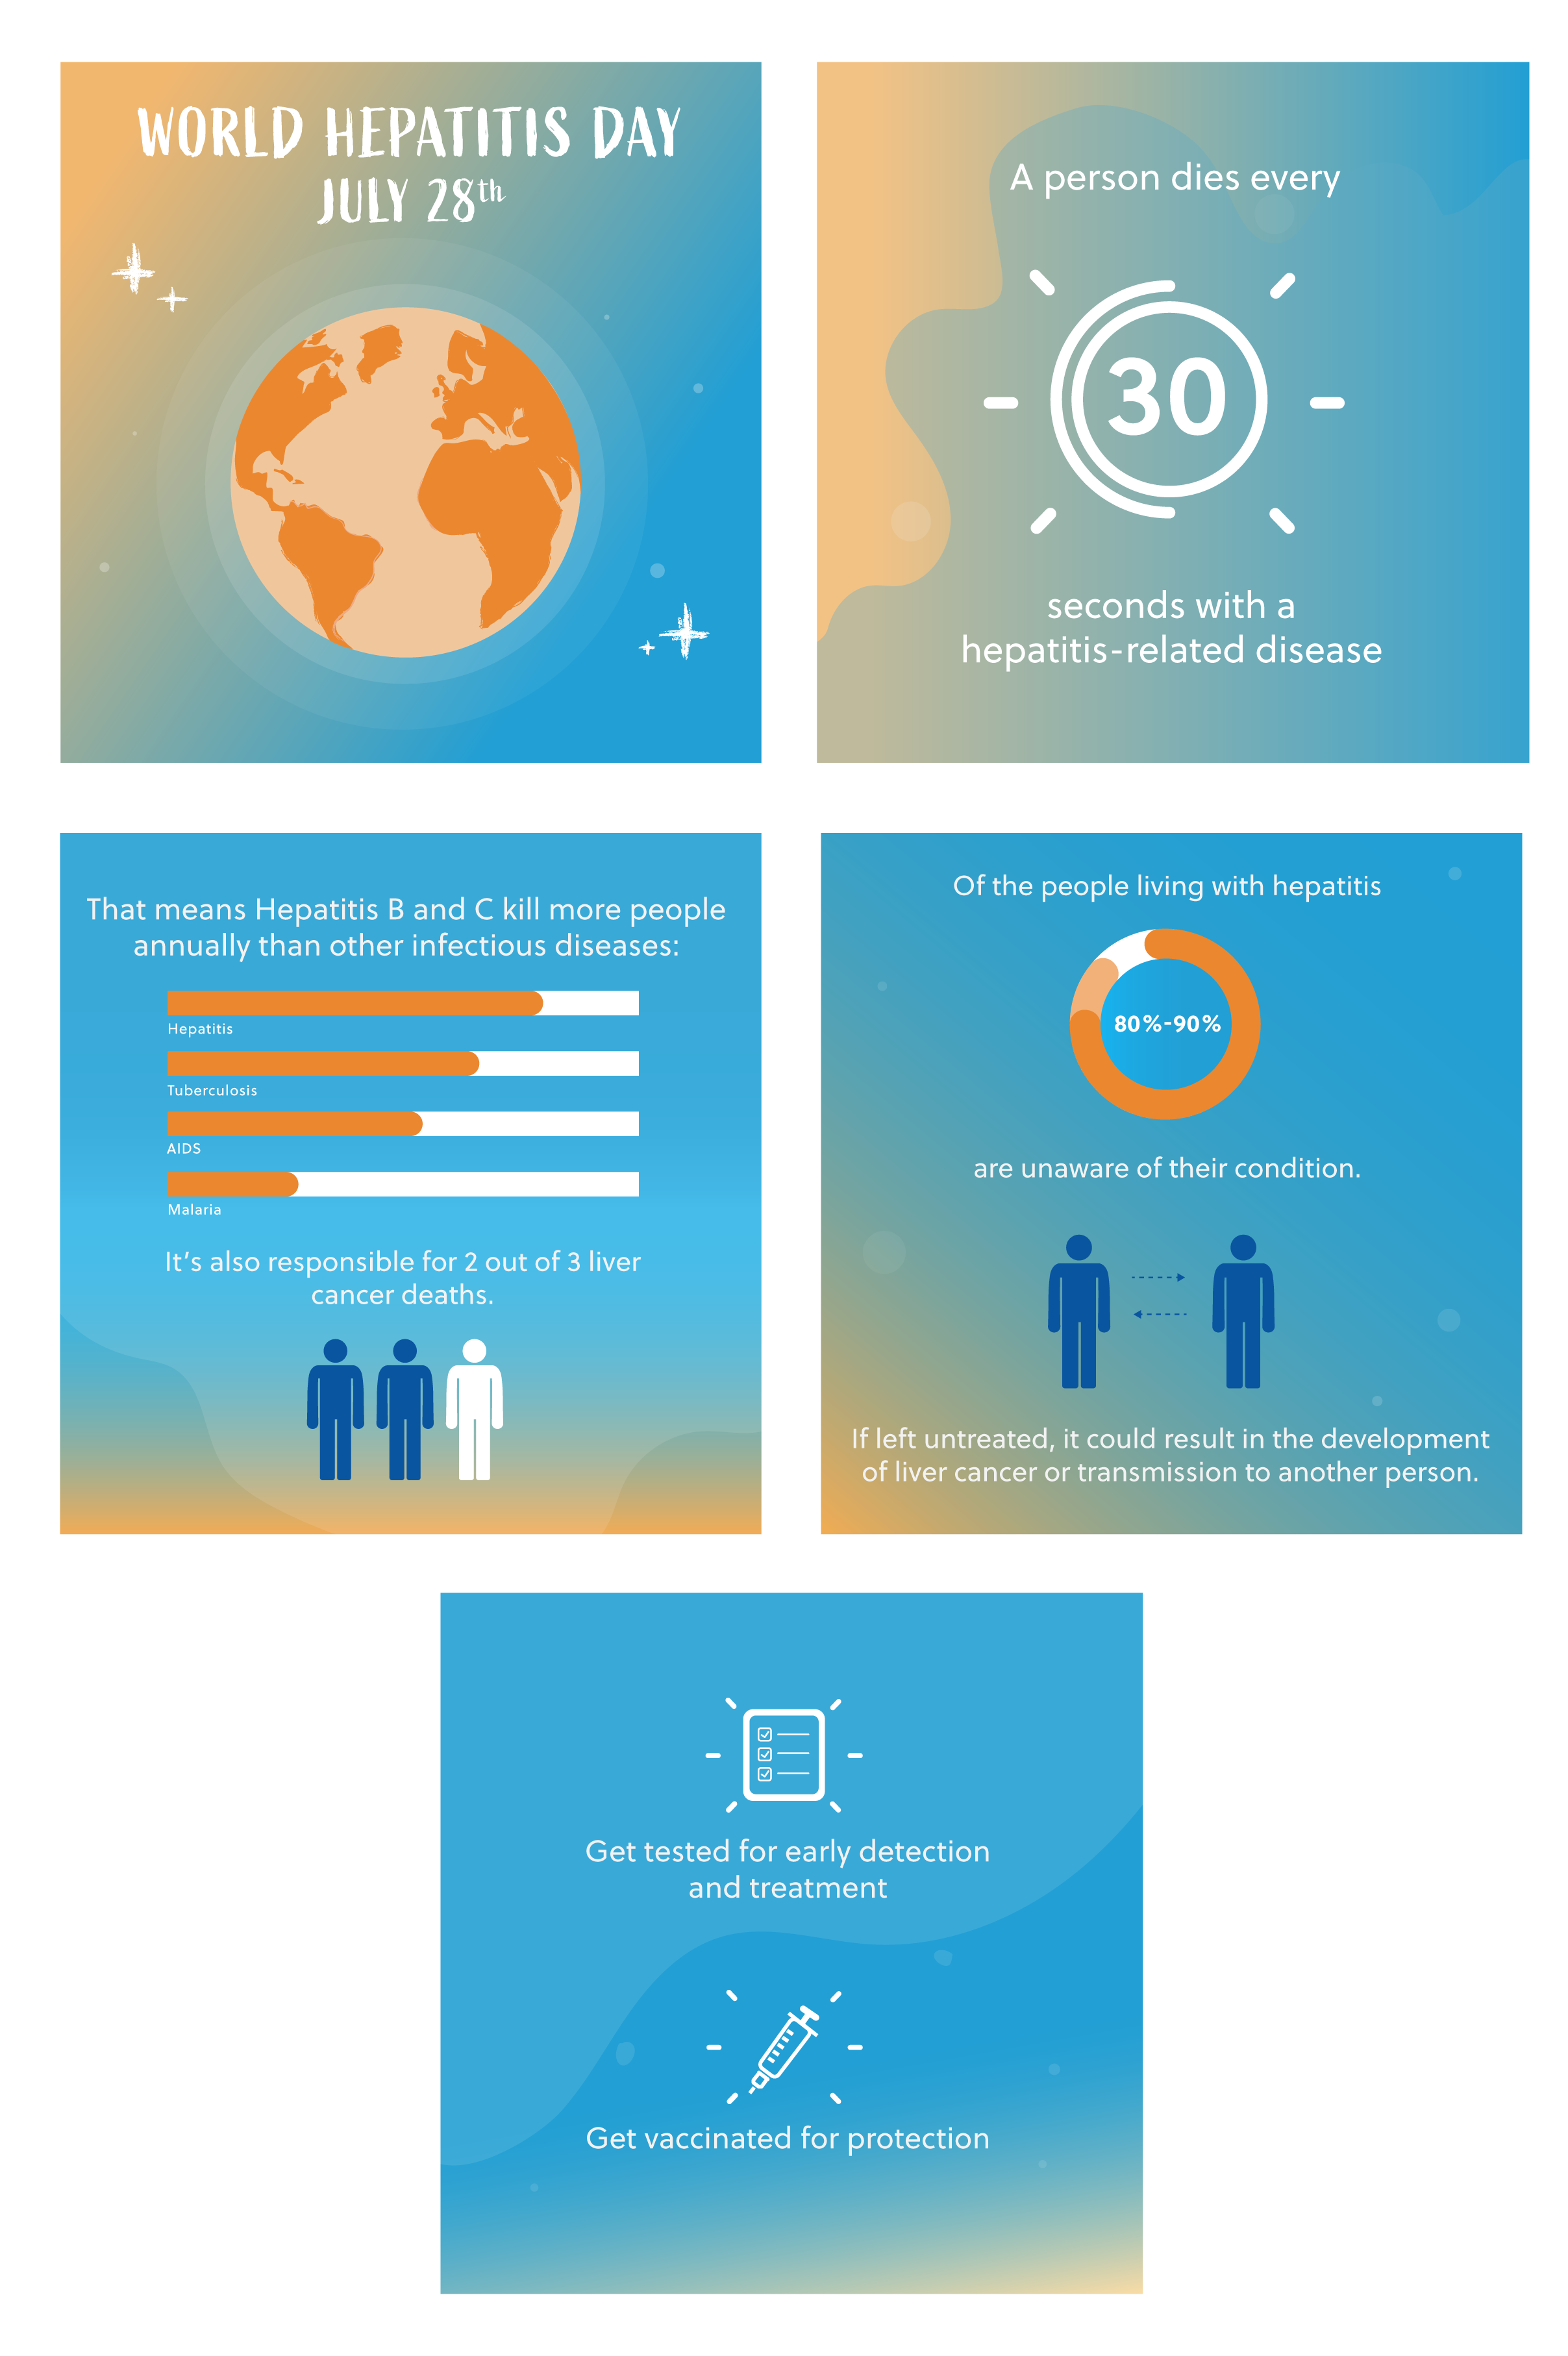 WORLD HEPATITIS DAY
JULY 28th
A person dies every
30
seconds with a
hepatitis-related disease
That means Hepatitis B and C kill more people
annually than other infectious diseases:
Hepatitis
Tuberculosis
AIDS
Malaria
It's also responsible for 2 out of 3 liver
cancer deaths.
Of the people living with hepatitis
80%-90%
are unaware of their condition.
If left untreated, it could result in the development
of liver cancer or transmission to another person.
Get tested for early detection
and treatment
Get vaccinated for protection